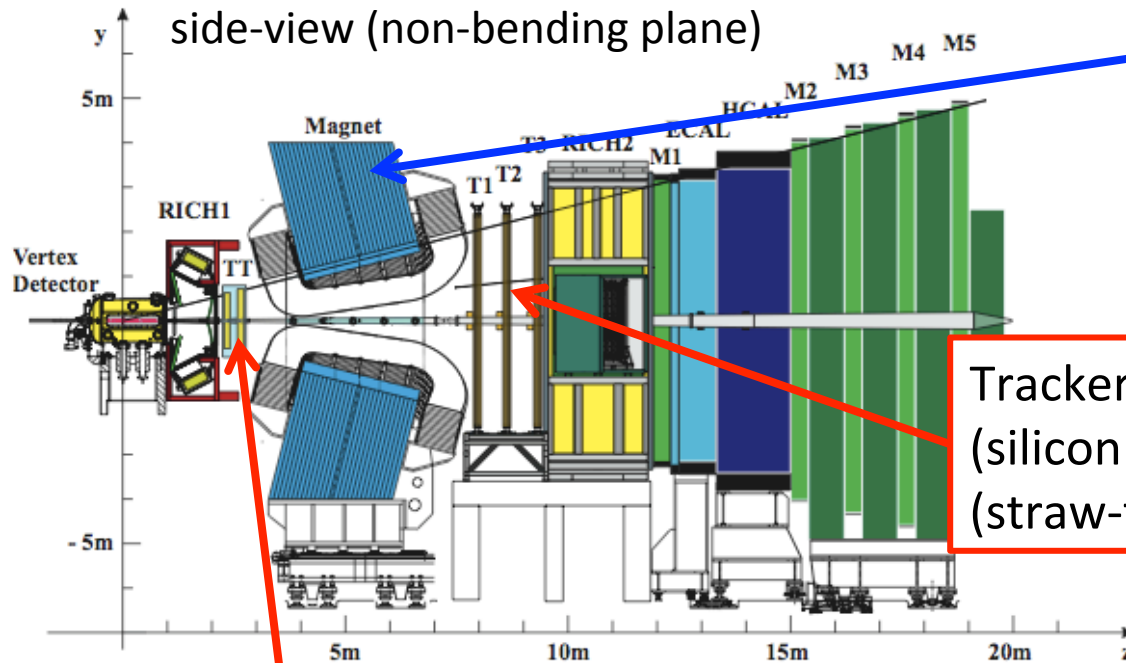 side-view (non-bending plane)
y
5m
Magnet
RICH1
Vertex
Detector
TT
T1
T2
T3
RICH2
M1
ECAL
HCAL
M2
M3
M4
M5
Tracker
(silicon
(straw-
- 5m
5m
10m
15m
20m
z